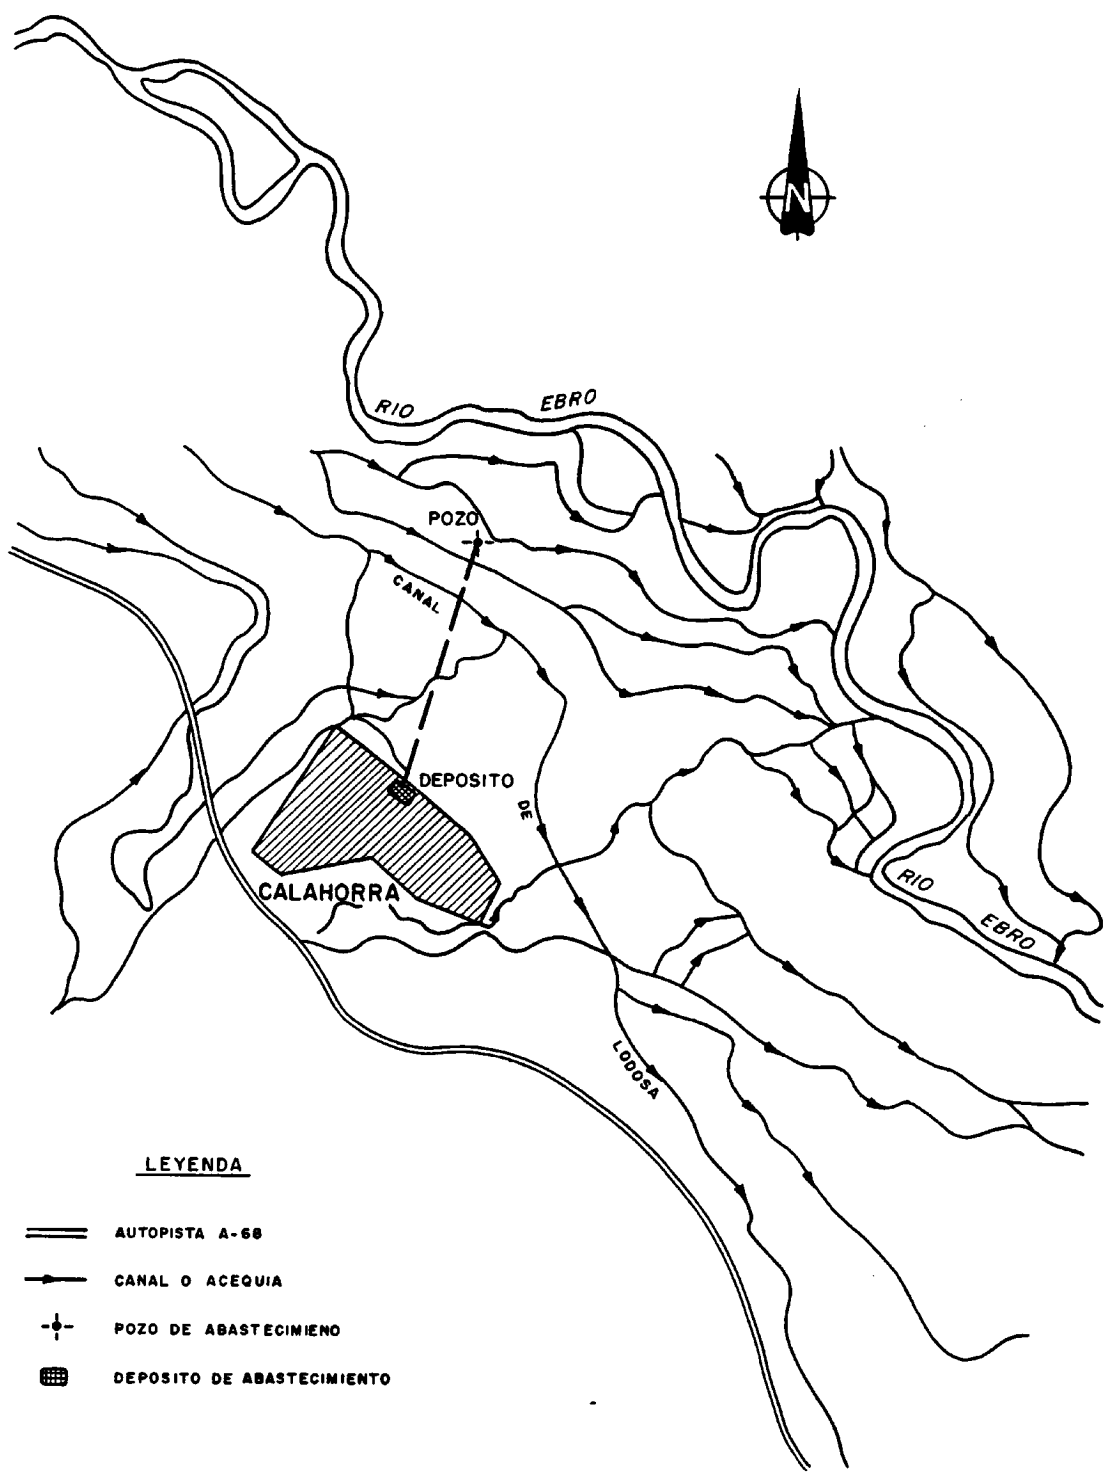 N
RIO
EBRO
POZO
CANAL
DEPOSITO
DE
CALAHORRA
RIO
EBRO
LODOSA
LEYENDA
AUTOPISTA A-68
CANAL O ACEQUIA
POZO DE ABASTECIMIENO
DEPOSITO DE ABASTECIMIENTO